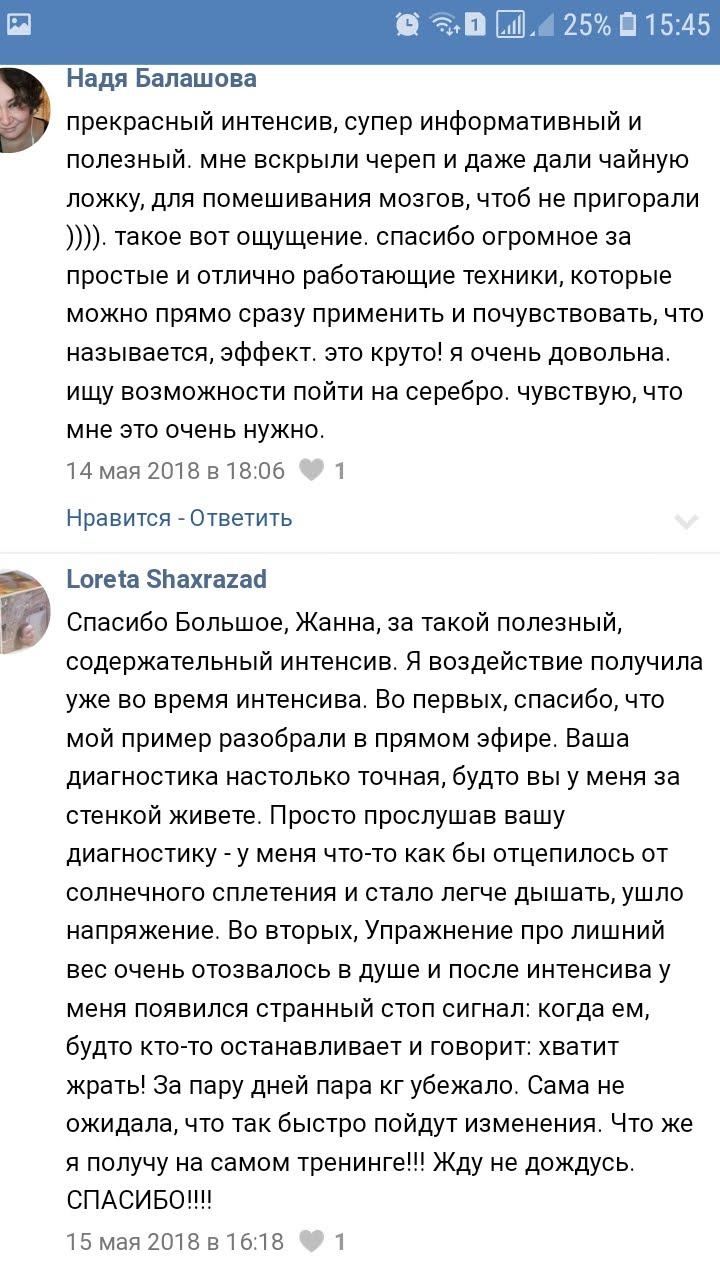 1 25% 15:45
Надя Балашова
прекрасный интенсив, супер информативный и
полезный. мне вскрыли череп и даже дали чайную
ложку, для помешивания мозгов, чтоб не пригорали
)))). такое вот ощущение. спасибо огромное за
простые и отлично работающие техники, которые
можно прямо сразу применить и почувствовать, что
называется, эффект. это круто! я очень довольна.
ищу возможности пойти на серебро. чувствую, что
мне это очень нужно.
14 мая 2018 в 18:06 1
Нравится - Ответить
Loreta Shaxrazad
Спасибо Большое, Жанна, за такой полезный,
содержательный интенсив. Я воздействие получила
уже во время интенсива. Во первых, спасибо, что
мой пример разобрали в прямом эфире. Ваша
диагностика настолько точная, будто вы у меня за
стенкой живете. Просто прослушав вашу
диагностику - у меня что-то как бы отцепилось от
солнечного сплетения и стало легче дышать, ушло
напряжение. Во вторых, Упражнение про лишний
вес очень отозвалось в душе и после интенсива у
меня появился странный стоп сигнал: когда ем,
будто кто-то останавливает и говорит: хватит
жрать! За пару дней пара кг убежало. Сама не
ожидала, что так быстро пойдут изменения. Что же
я получу на самом тренинге!!! Жду не дождусь.
СПАСИБО!!!!
15 мая 2018 в 16:18 1